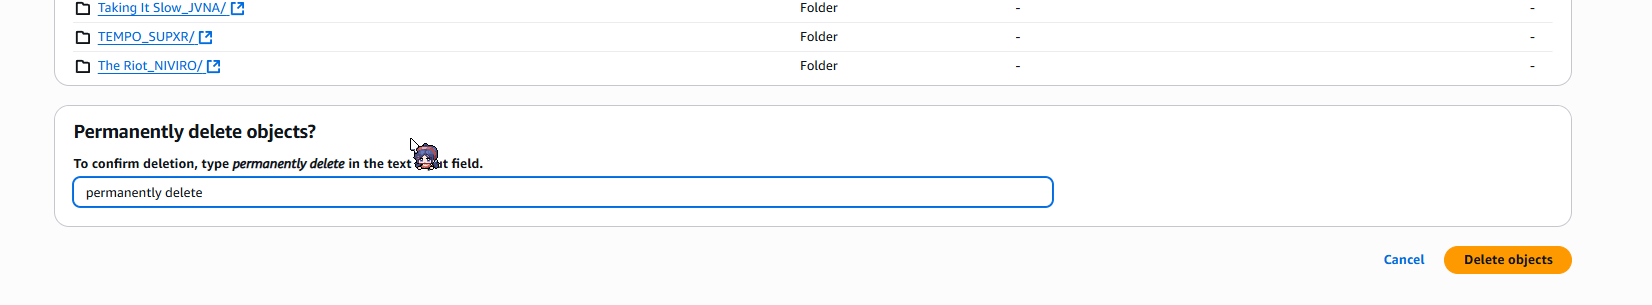 Taking It Slow_JVNA/ Folder - -
TEMPO_SUPXR/ Folder - -
The Riot_NIVIRO/ Folder - -
Permanently delete objects?
To confirm deletion, type permanently delete in the text t field.
permanently delete
Cancel Delete objects